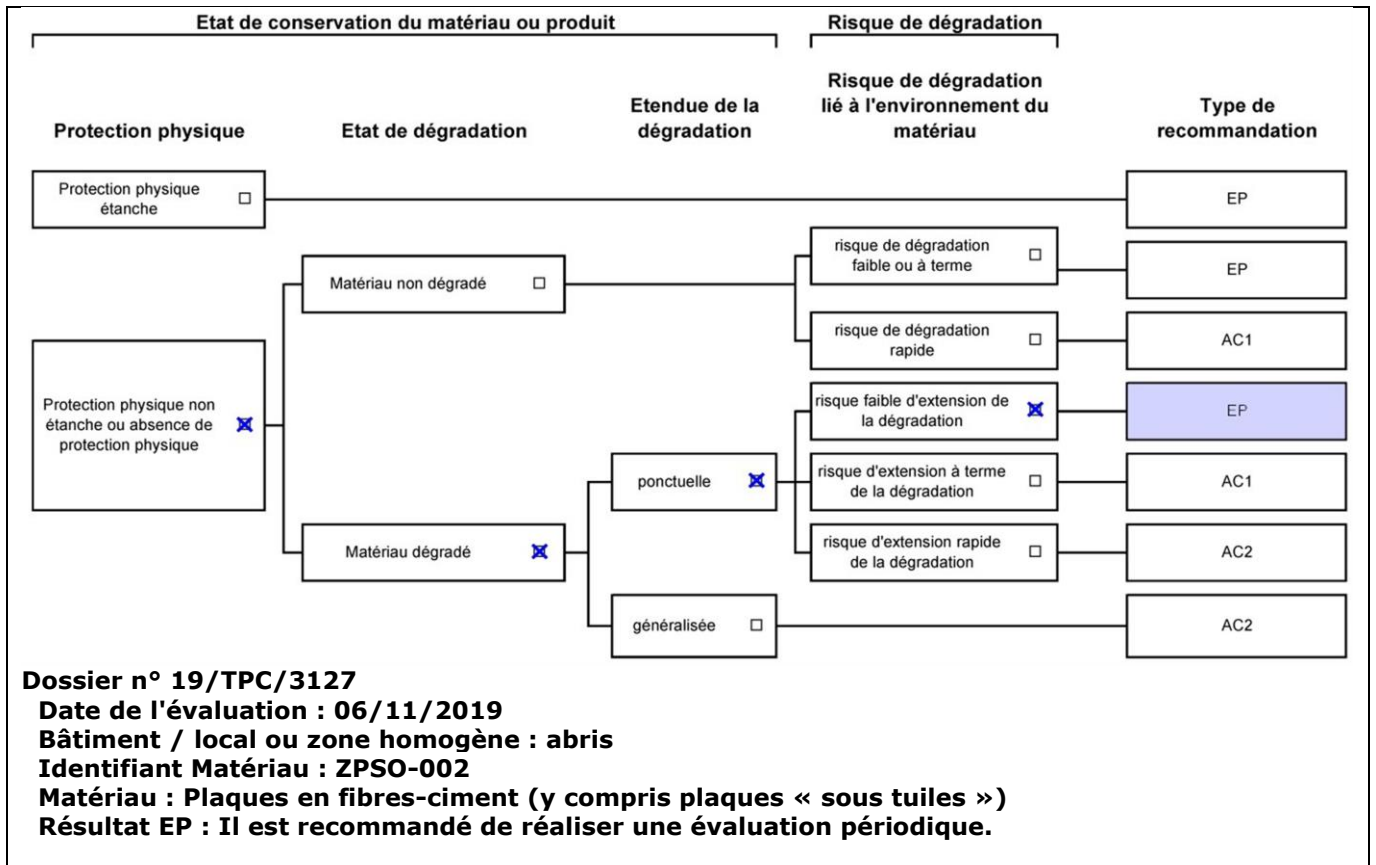 Etat de conservation du matériau ou produit
Risque de dégradation
Protection physique
Etat de dégradation
Etendue de la
dégradation
Risque de dégradation
lié à l'environnement du
matériau
Type de
recommandation
Protection physique
étanche
EP
risque de dégradation
faible ou à terme
EP
Matériau non dégradé
risque de dégradation
rapide
AC1
Protection physique non
étanche ou absence de
protection physique
risque faible d'extension de
la dégradation
EP
ponctuelle
risque d'extension à terme
de la dégradation
AC1
Matériau dégradé
risque d'extension rapide
de la dégradation
AC2
généralisée
AC2
Dossier n° 19/TPC/3127
Date de l'évaluation : 06/11/2019
Bâtiment / local ou zone homogène : abris
Identifiant Matériau : ZPSO-002
Matériau : Plaques en fibres-ciment (y compris plaques « sous tuiles »)
Résultat EP : Il est recommandé de réaliser une évaluation périodique.